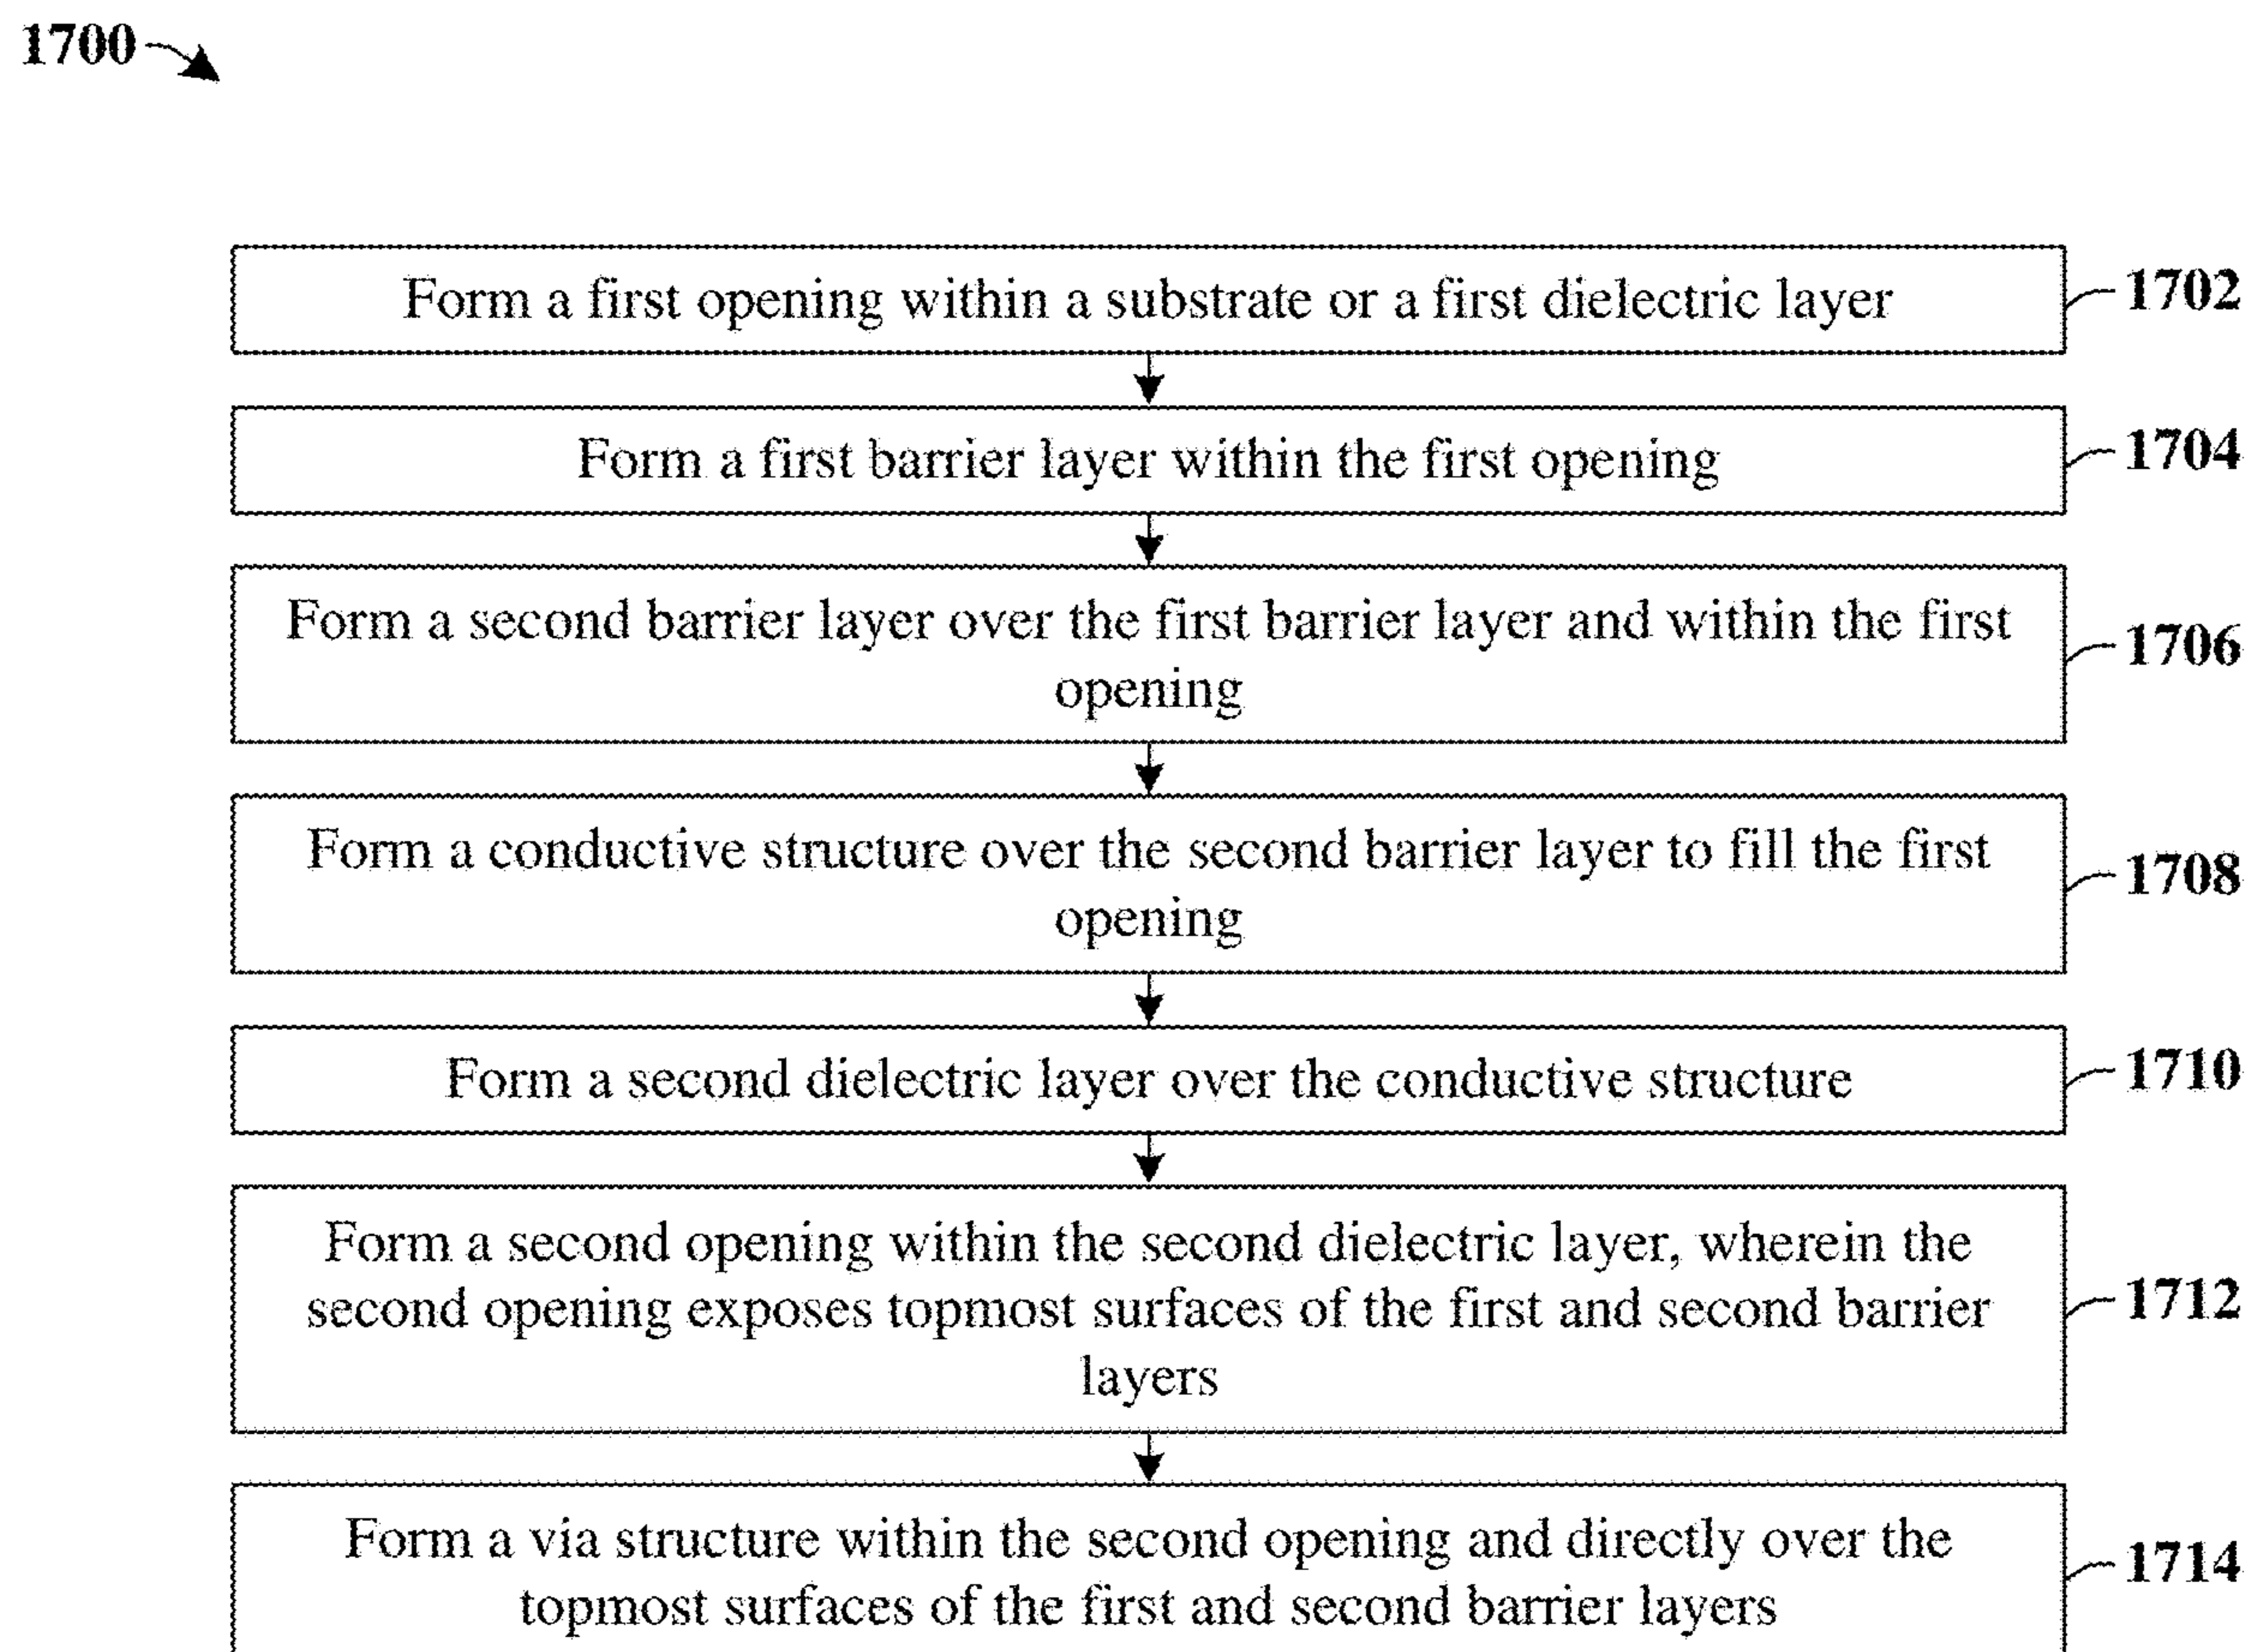 1700
Form a first opening within a substrate or a first dielectric layer
1702
Form a first barrier layer within the first opening
1704
Form a second barrier layer over the first barrier layer and within the first
opening
1706
Form a conductive structure over the second barrier layer to fill the first
opening
1708
Form a second dielectric layer over the conductive structure
1710
Form a second opening within the second dielectric layer, wherein the
second opening exposes topmost surfaces of the first and second barrier
layers
1712
Form a via structure within the second opening and directly over the
topmost surfaces of the first and second barrier layers
1714